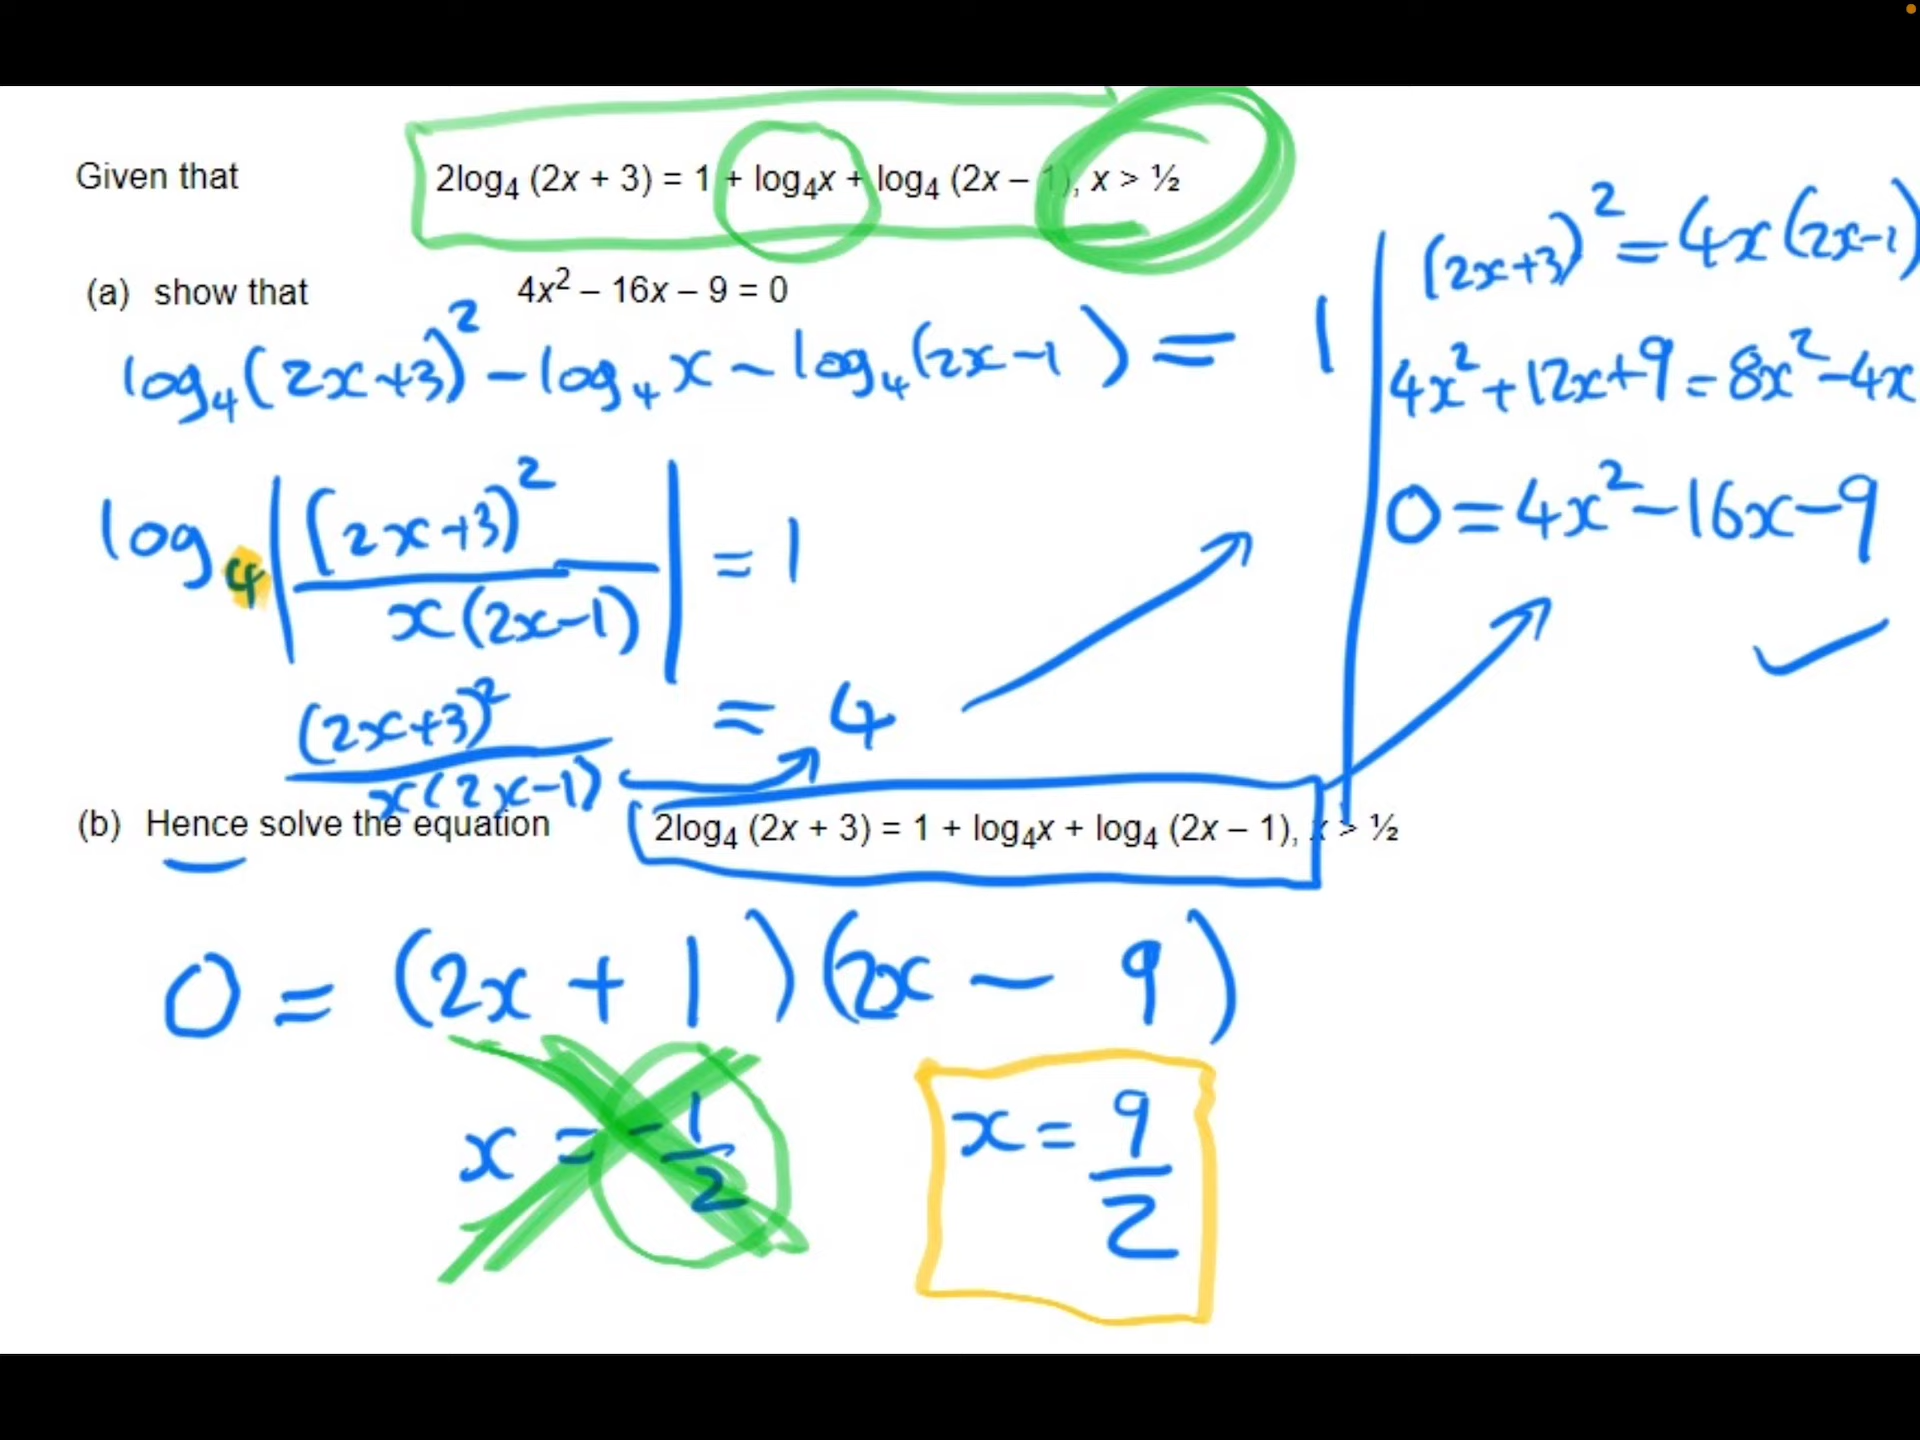 Given that 2log₄ (2x + 3) = 1 + log₄x + log₄ (2x – 1), x > ½
(a) show that 4x² – 16x – 9 = 0
log₄(2x+3)² - log₄x - log₄(2x-1) = 1
log₄ | (2x+3)² / x(2x-1) | = 1
(2x+3)² / x(2x-1) = 4
(2x+3)² = 4x(2x-1)
4x²+12x+9 = 8x²-4x
0 = 4x²-16x-9
(b) Hence solve the equation 2log₄ (2x + 3) = 1 + log₄x + log₄ (2x – 1), x > ½
0 = (2x + 1)(2x - 9)
x = -1/2 x = 9/2